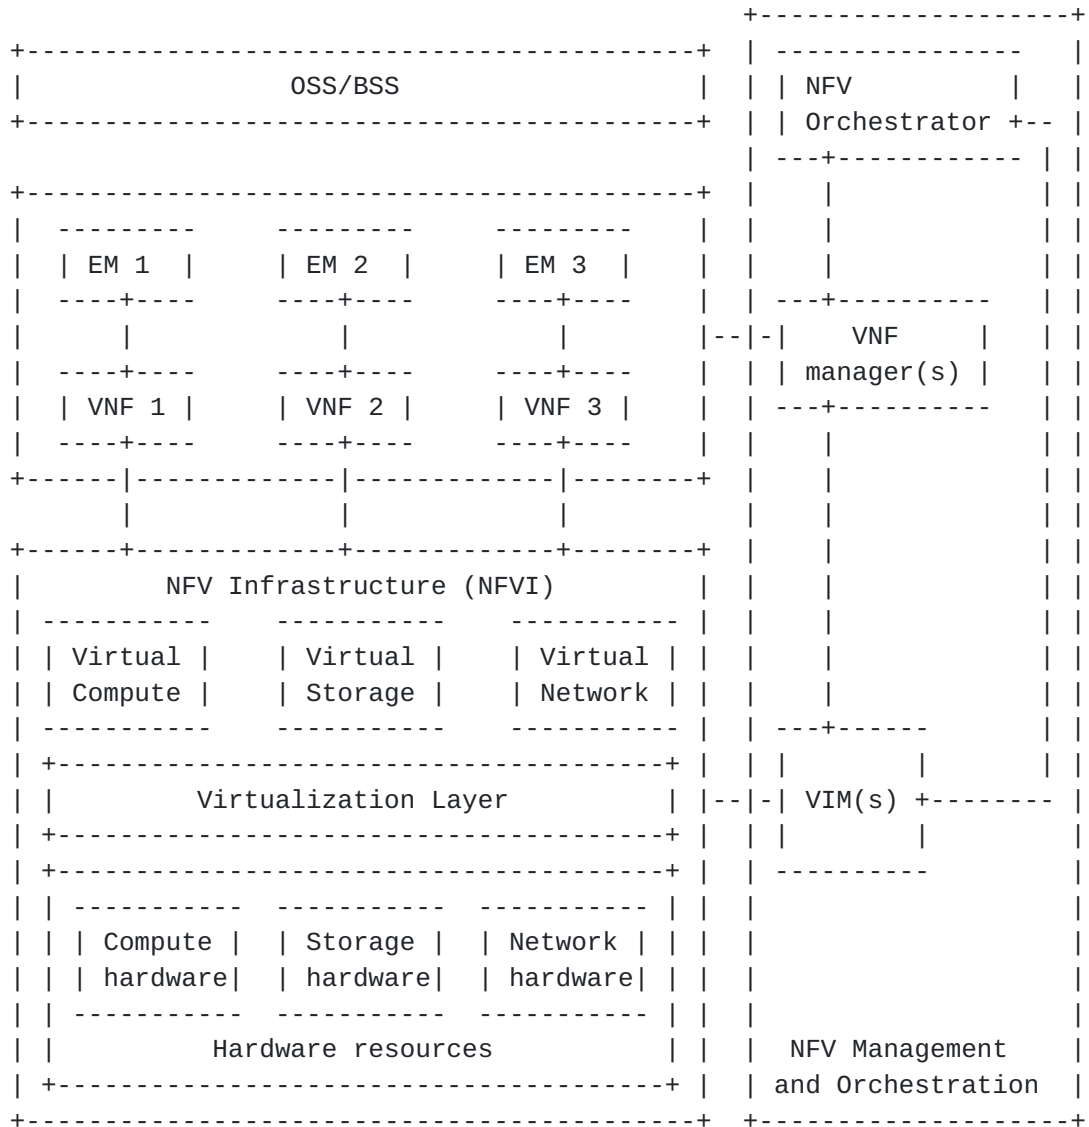 OSS/BSS
NFV
Orchestrator
EM 1 EM 2 EM 3
VNF
manager(s)
VNF 1 VNF 2 VNF 3
NFV Infrastructure (NFVI)
Virtual Virtual Virtual
Compute Storage Network
Virtualization Layer
VIM(s)
Compute Storage Network
hardware hardware hardware
Hardware resources
NFV Management
and Orchestration